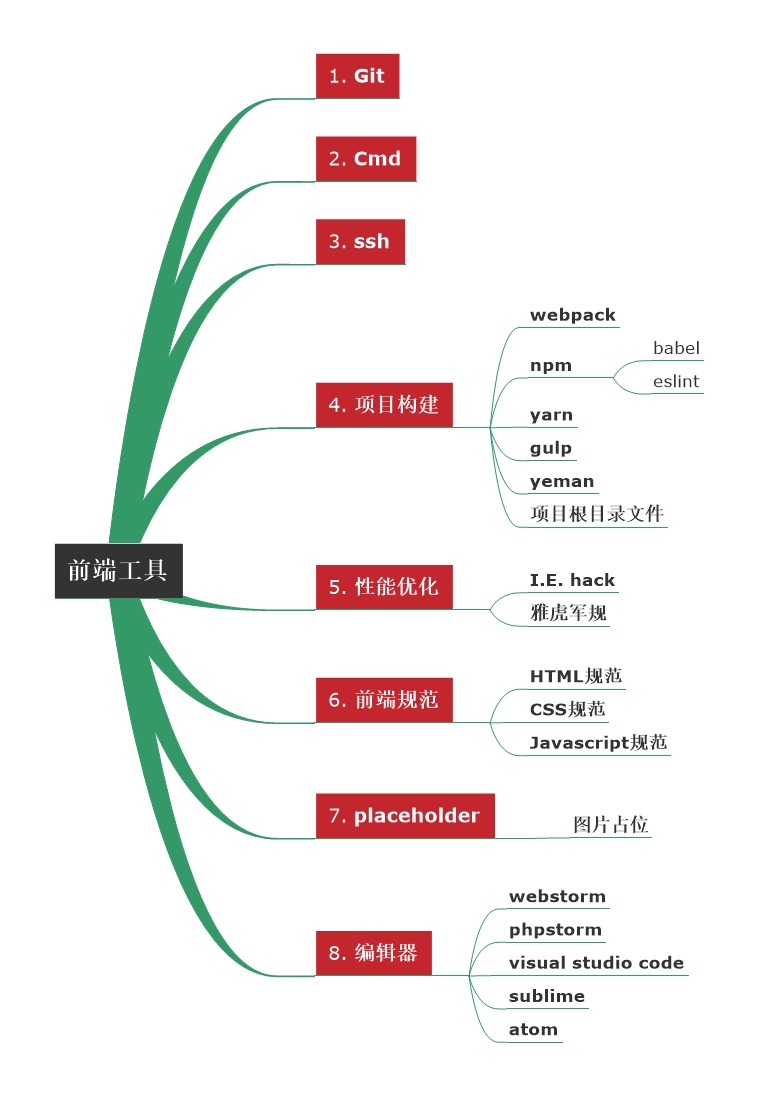 1. Git
2. Cmd
3. ssh
webpack
babel
npm
eslint
4. 项目构建
yarn
gulp
yeman
项目根目录文件
前端工具
5. 性能优化
I.E. hack
雅虎军规
HTML规范
6. 前端规范
CSS规范
Javascript规范
7. placeholder
图片占位
webstorm
phpstorm
8. 编辑器
visual studio code
sublime
atom